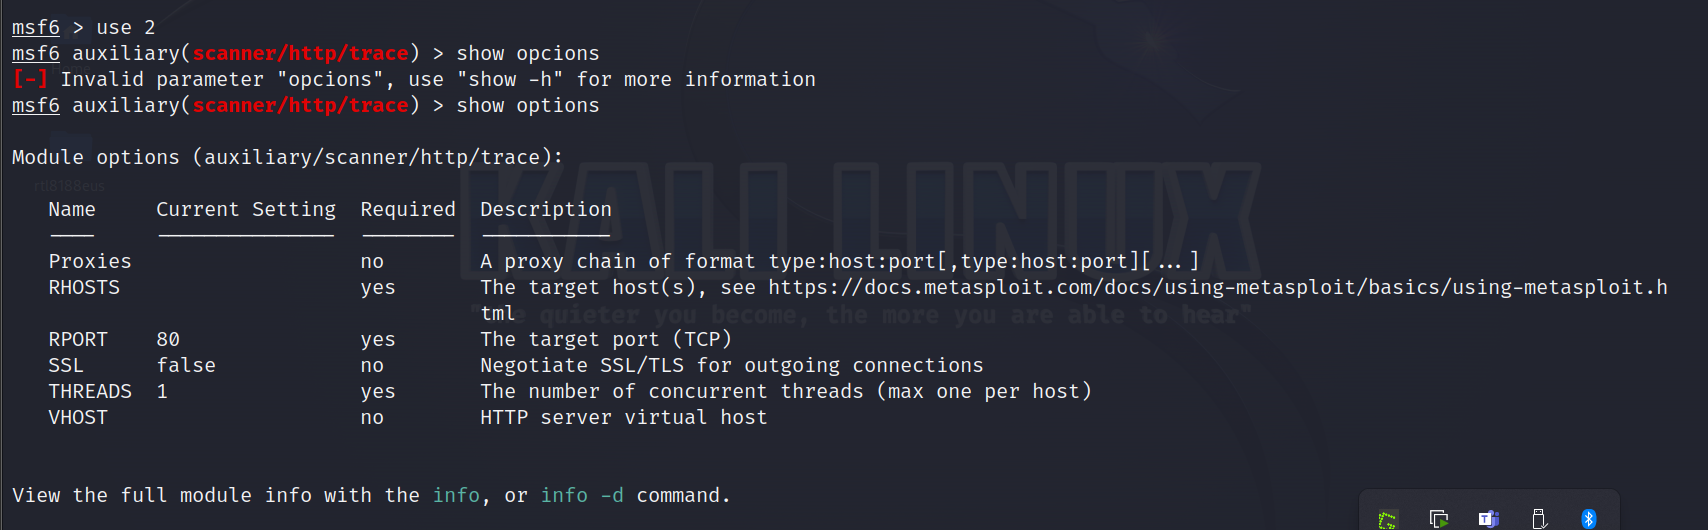 msf6 > use 2
msf6 auxiliary(scanner/http/trace) > show opcions
[-] Invalid parameter "opcions", use "show -h" for more information
msf6 auxiliary(scanner/http/trace) > show options
Module options (auxiliary/scanner/http/trace):
rtl8188eus
KALI LINUX
Name Current Setting Required Description
---- --------------- -------- -----------
Proxies no A proxy chain of format type:host:port[,type:host:port][...]
RHOSTS yes The target host(s), see https://docs.metasploit.com/docs/using-metasploit/basics/using-metasploit.h
tml
"the quieter you become, the more you are able to hear"
RPORT 80 yes The target port (TCP)
SSL false no Negotiate SSL/TLS for outgoing connections
THREADS 1 yes The number of concurrent threads (max one per host)
VHOST no HTTP server virtual host
View the full module info with the info, or info -d command.